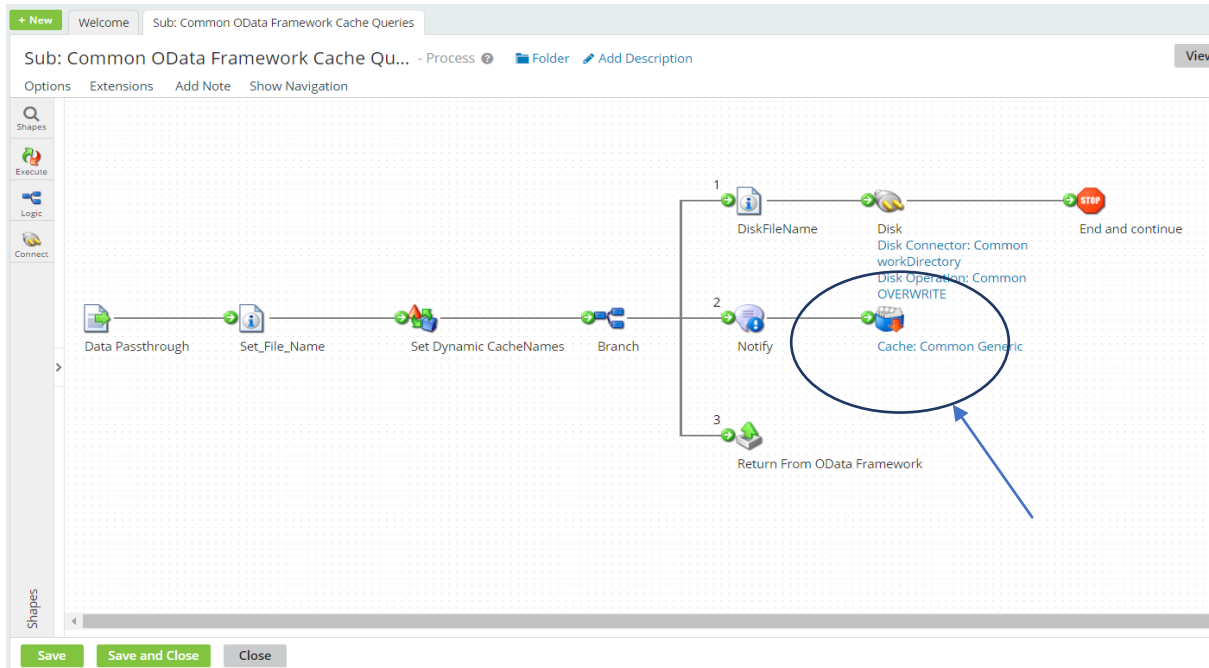 + New
Welcome
Sub: Common OData Framework Cache Queries
Sub: Common OData Framework Cache Qu... - Process
Folder
Add Description
View
Options
Extensions
Add Note
Show Navigation
Shapes
Execute
Logic
Connect
1
DiskFileName
Disk
Disk Connector: Common
workDirectory
Disk Operation: Common
OVERWRITE
STOP
End and continue
Data Passthrough
Set_File_Name
Set Dynamic CacheNames
Branch
2
Notify
Cache: Common Generic
3
Return From OData Framework
Shapes
Save
Save and Close
Close